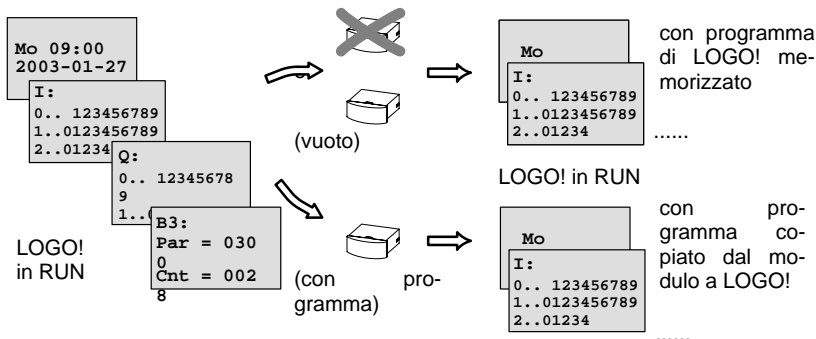 Mo 09:00
2003-01-27
I:
0.. 123456789
1..0123456789
2..01234
Q:
0.. 12345678
9
1..
B3:
Par = 030
0
Cnt = 002
8
LOGO!
in RUN
(vuoto)
(con pro-
gramma)
Mo
I:
0.. 123456789
1..0123456789
2..01234
con programma
di LOGO! me-
morizzato
......
LOGO! in RUN
Mo
I:
0.. 123456789
1..0123456789
2..01234
con pro-
gramma co-
piato dal mo-
dulo a LOGO!
......